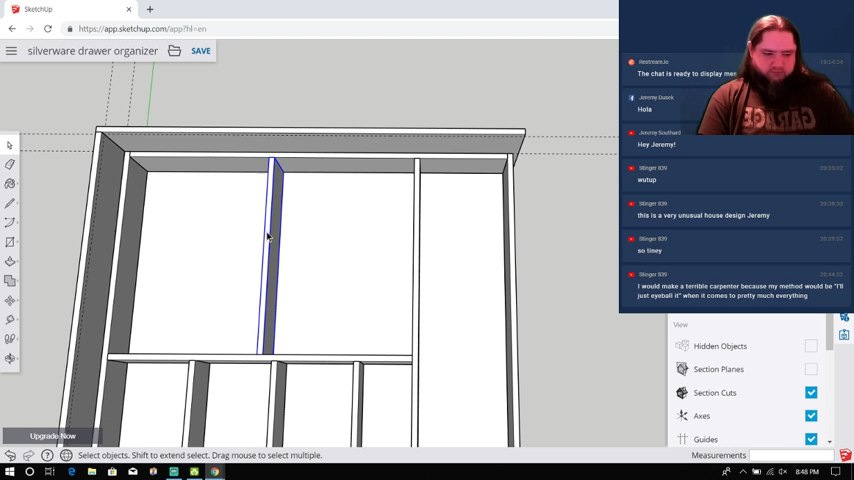 SketchUp
https://app.sketchup.com/app?hl=en
silverware drawer organizer
SAVE
Restream.io
The chat is ready to display mes
Jeremy Dusek
Hola
Jeremy Southard
Hey Jeremy!
Stinger 839
wutup
Stinger 839
this is a very unusual house design Jeremy
Stinger 839
so tiney
Stinger 839
I would make a terrible carpenter because my method would be "I'll
just eyeball it" when it comes to pretty much everything
GARAGE
View
Hidden Objects
Section Planes
Section Cuts
Axes
Guides
Upgrade Now
Select objects. Shift to extend select. Drag mouse to select multiple.
Measurements
8:48 PM